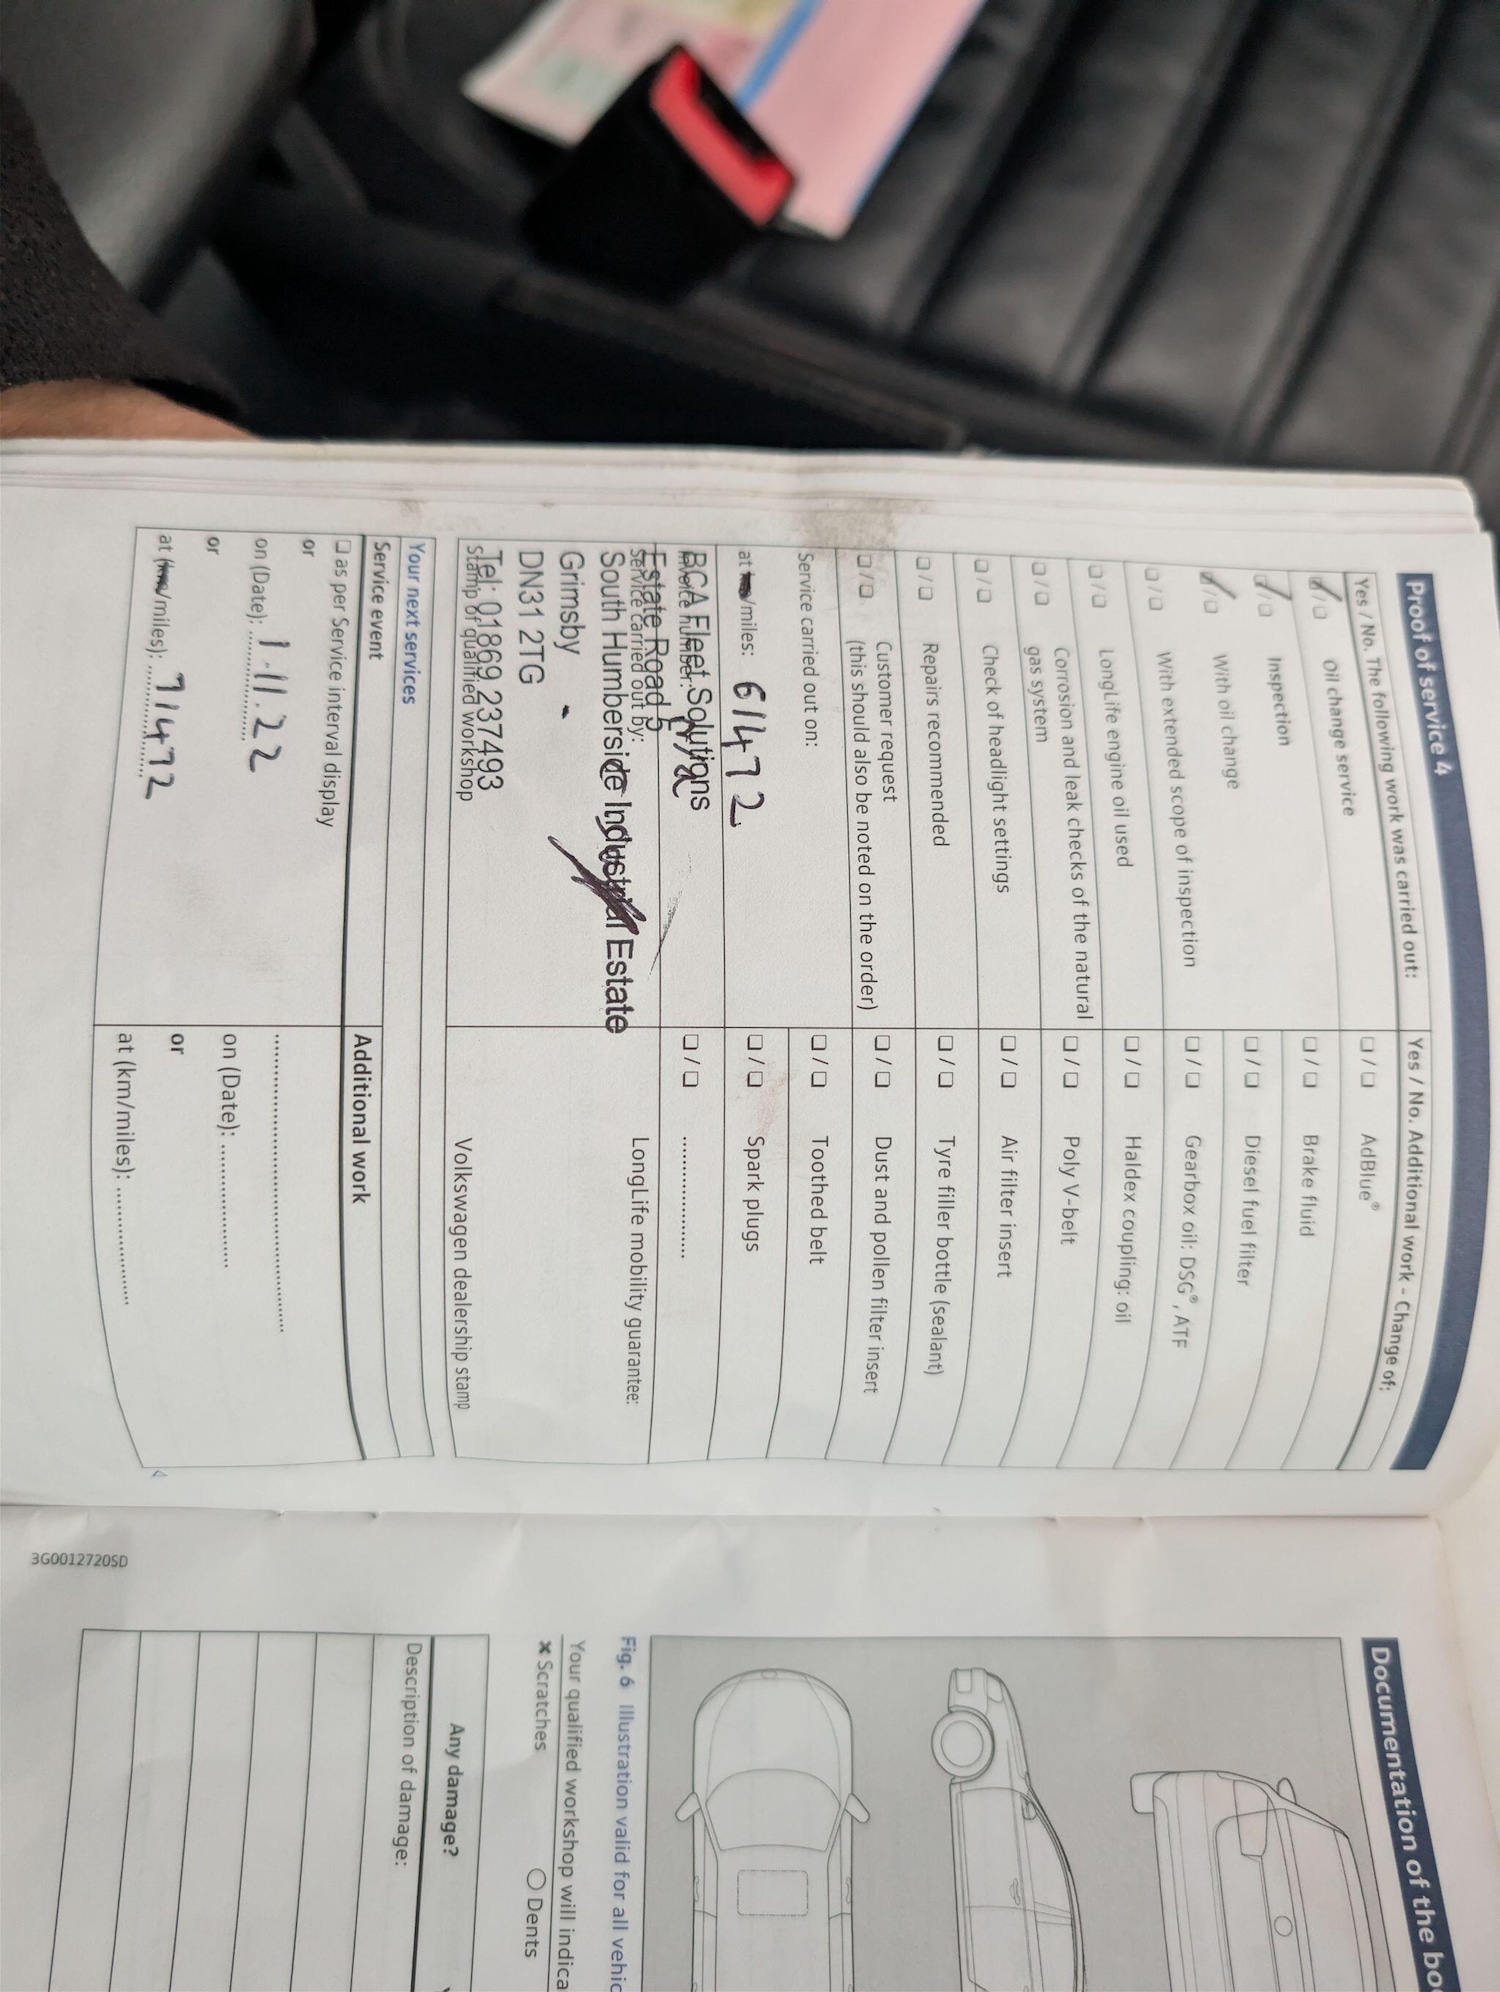 Proof of service 4
Yes / No. The following work was carried out:
❏/❏ Oil change service
❏/❏ Inspection
❏/❏ With oil change
❏/❏ With extended scope of inspection
❏/❏ LongLife engine oil used
❏/❏ Corrosion and leak checks of the natural
gas system
❏/❏ Check of headlight settings
❏/❏ Repairs recommended
❏/❏ Customer request
(this should also be noted on the order)
Service carried out on:
at km/miles: 61472
Invoice number: n/a
BCA Fleet Solutions
Estate Road 5
Service carried out by:
South Humberside Industrial Estate
Grimsby
DN31 2TG
Tel: 01869 237493
Stamp of qualified workshop
Yes / No. Additional work - Change of:
❏/❏ AdBlue®
❏/❏ Brake fluid
❏/❏ Diesel fuel filter
❏/❏ Gearbox oil: DSG®, ATF
❏/❏ Haldex coupling: oil
❏/❏ Poly V-belt
❏/❏ Air filter insert
❏/❏ Tyre filler bottle (sealant)
❏/❏ Dust and pollen filter insert
❏/❏ Toothed belt
❏/❏ Spark plugs
❏/❏ ....................
LongLife mobility guarantee:
Volkswagen dealership stamp
Your next services
Service event
❏ as per Service interval display
or
on (Date): 1.11.22
or
at (km/miles): 71472
Additional work
........................................
on (Date): ....................
or
at (km/miles): ....................
4
3G0012720SD
Documentation of the bo
Fig. 6 Illustration valid for all vehic
Your qualified workshop will indica
✖ Scratches ○ Dents
Any damage?
Description of damage: